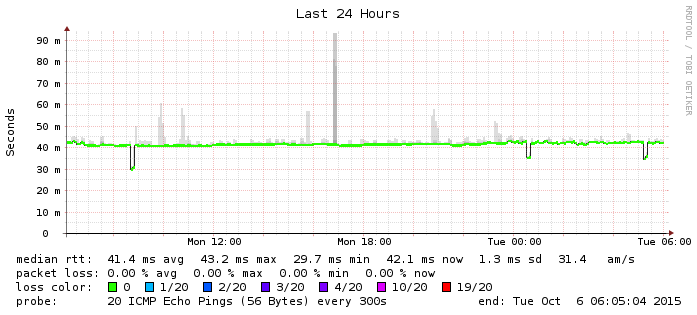 Last 24 Hours
RRDTOOL / TOBI OETIKER
Seconds
90 m
80 m
70 m
60 m
50 m
40 m
30 m
20 m
10 m
0
Mon 12:00 Mon 18:00 Tue 00:00 Tue 06:00
median rtt: 41.4 ms avg 43.2 ms max 29.7 ms min 42.1 ms now 1.3 ms sd 31.4 am/s
packet loss: 0.00 % avg 0.00 % max 0.00 % min 0.00 % now
loss color: 0 1/20 2/20 3/20 4/20 10/20 19/20
probe: 20 ICMP Echo Pings (56 Bytes) every 300s end: Tue Oct 6 06:05:04 2015